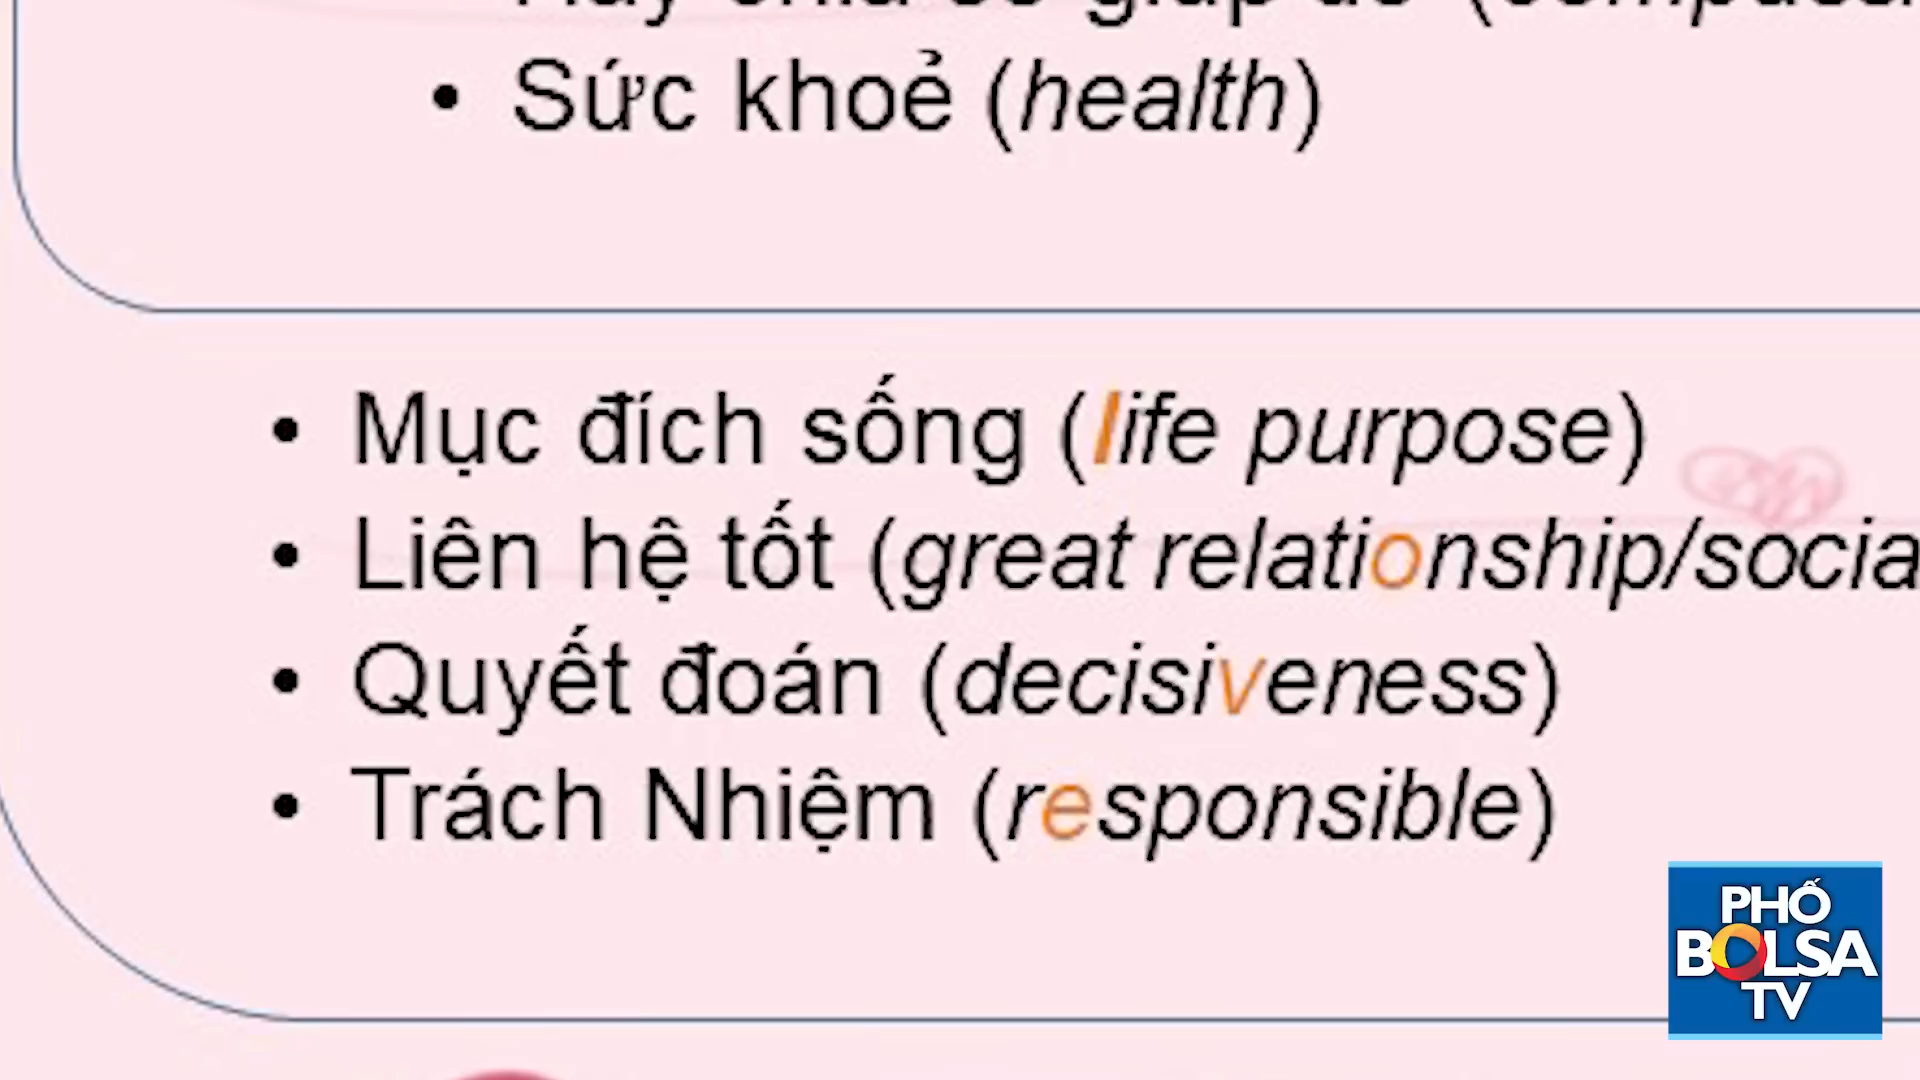 • Sức khoẻ (health)
• Mục đích sống (life purpose)
• Liên hệ tốt (great relationship/socia
• Quyết đoán (decisiveness)
• Trách Nhiệm (responsible)
PHỐ
BOLSA
TV